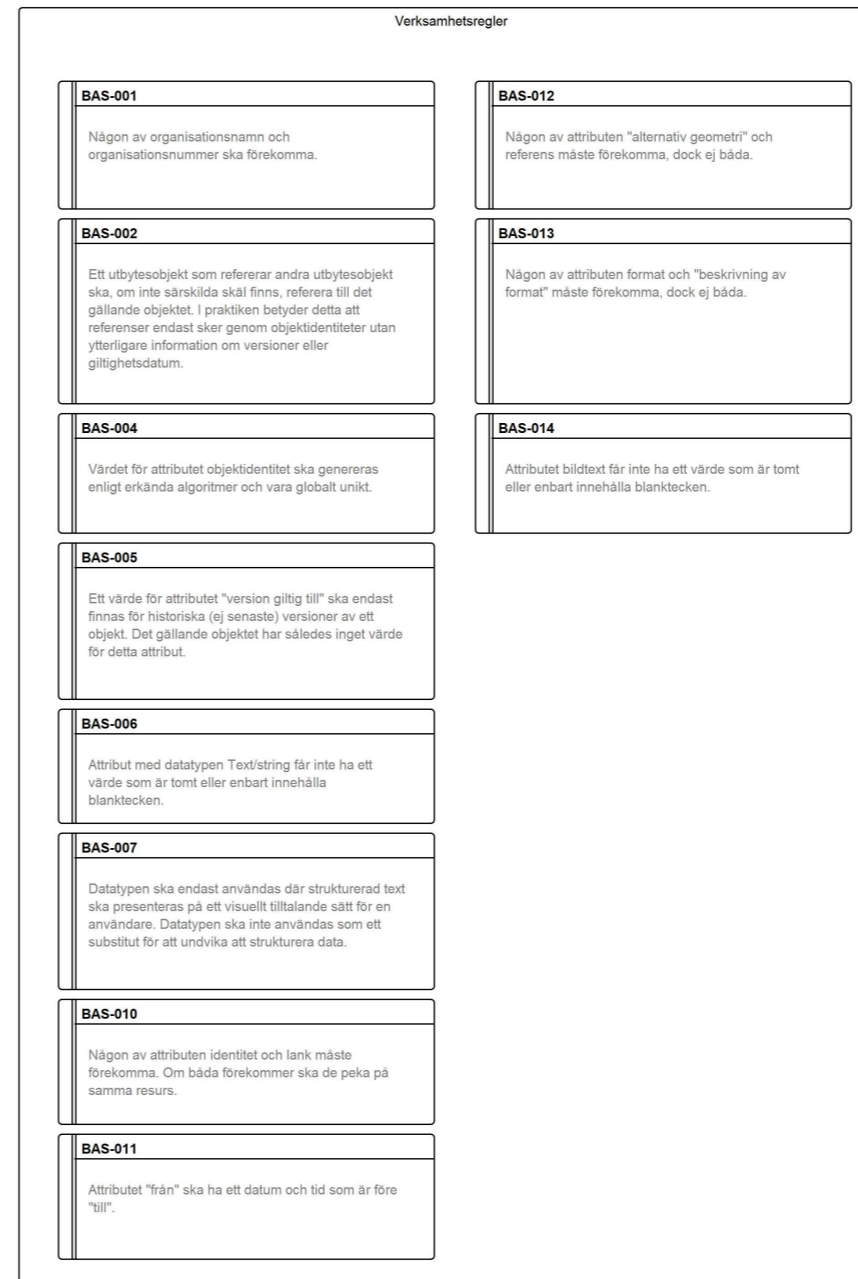 Verksamhetsregler
BAS-001
Någon av organisationsnamn och
organisationsnummer ska förekomma.
BAS-002
Ett utbytesobjekt som refererar andra utbytesobjekt
ska, om inte särskilda skäl finns, referera till det
gällande objektet. I praktiken betyder detta att
referenser endast sker genom objektidentiteter utan
ytterligare information om versioner eller
giltighetsdatum.
BAS-004
Värdet för attributet objektidentitet ska genereras
enligt erkända algoritmer och vara globalt unikt.
BAS-005
Ett värde för attributet "version giltig till" ska endast
finnas för historiska (ej senaste) versioner av ett
objekt. Det gällande objektet har således inget värde
för detta attribut.
BAS-006
Attribut med datatypen Text/string får inte ha ett
värde som är tomt eller enbart innehålla
blanktecken.
BAS-007
Datatypen ska endast användas där strukturerad text
ska presenteras på ett visuellt tilltalande sätt för en
användare. Datatypen ska inte användas som ett
substitut för att undvika att strukturera data.
BAS-010
Någon av attributen identitet och lank måste
förekomma. Om båda förekommer ska de peka på
samma resurs.
BAS-011
Attributet "från" ska ha ett datum och tid som är före
"till".
BAS-012
Någon av attributen "alternativ geometri" och
referens måste förekomma, dock ej båda.
BAS-013
Någon av attributen format och "beskrivning av
format" måste förekomma, dock ej båda.
BAS-014
Attributet bildtext får inte ha ett värde som är tomt
eller enbart innehålla blanktecken.